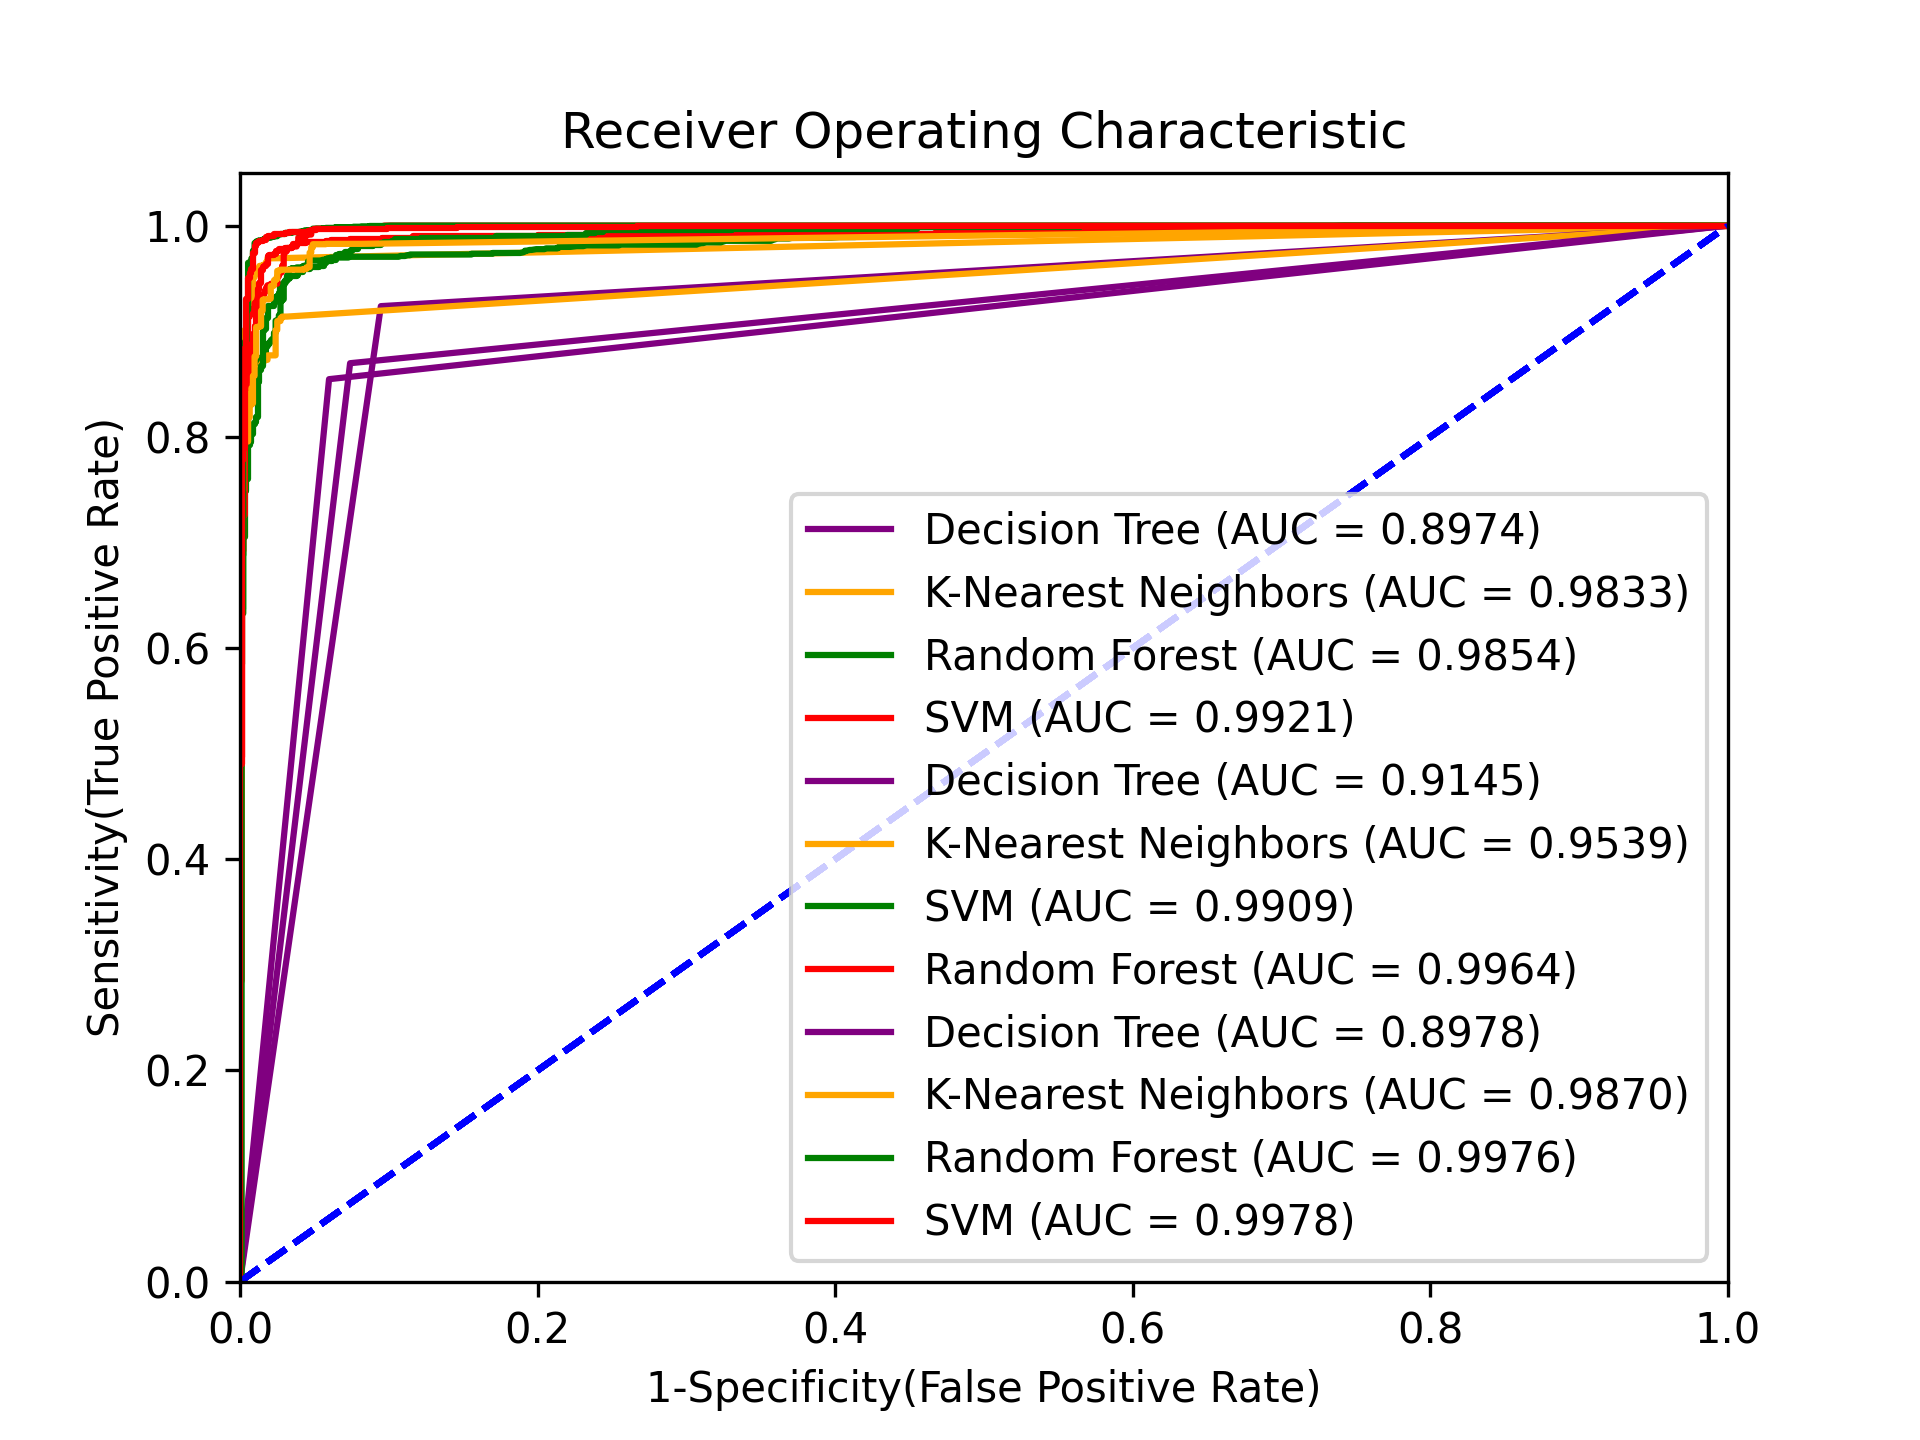 Receiver Operating Characteristic
Sensitivity(True Positive Rate)
1.0
0.8
0.6
0.4
0.2
0.0
Decision Tree (AUC = 0.8974)
K-Nearest Neighbors (AUC = 0.9833)
Random Forest (AUC = 0.9854)
SVM (AUC = 0.9921)
Decision Tree (AUC = 0.9145)
K-Nearest Neighbors (AUC = 0.9539)
SVM (AUC = 0.9909)
Random Forest (AUC = 0.9964)
Decision Tree (AUC = 0.8978)
K-Nearest Neighbors (AUC = 0.9870)
Random Forest (AUC = 0.9976)
SVM (AUC = 0.9978)
0.0 0.2 0.4 0.6 0.8 1.0
1-Specificity(False Positive Rate)